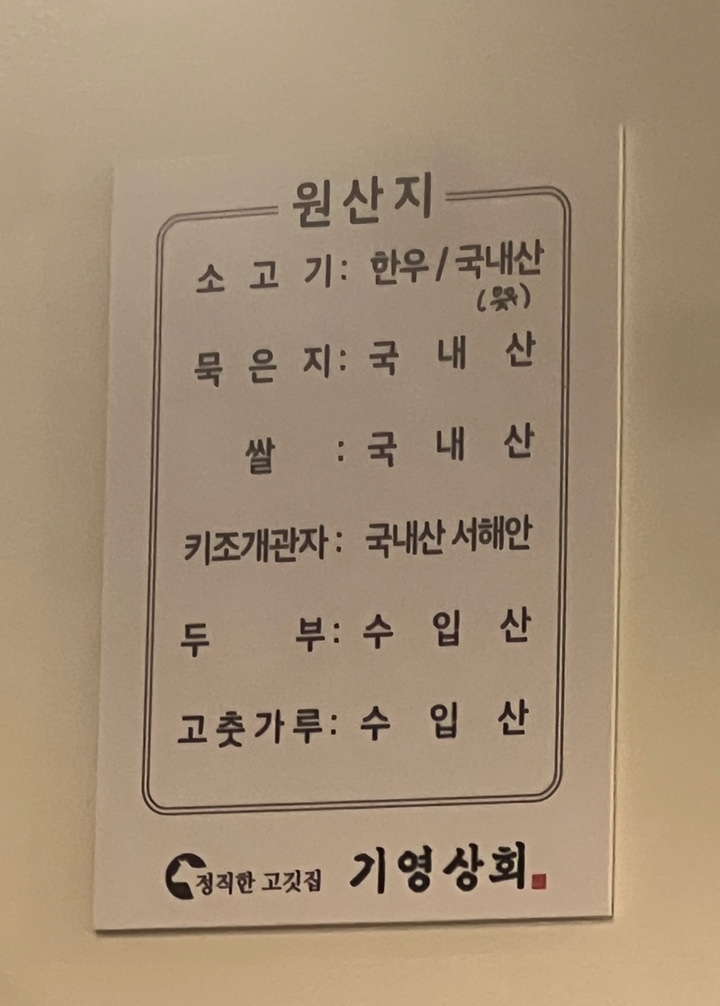 원산지
소고기: 한우/국내산
묵은지: 국내산
쌀 : 국내산
키조개관자: 국내산 서해안
두부: 수입산
고춧가루: 수입산
정직한 고깃집 기영상회